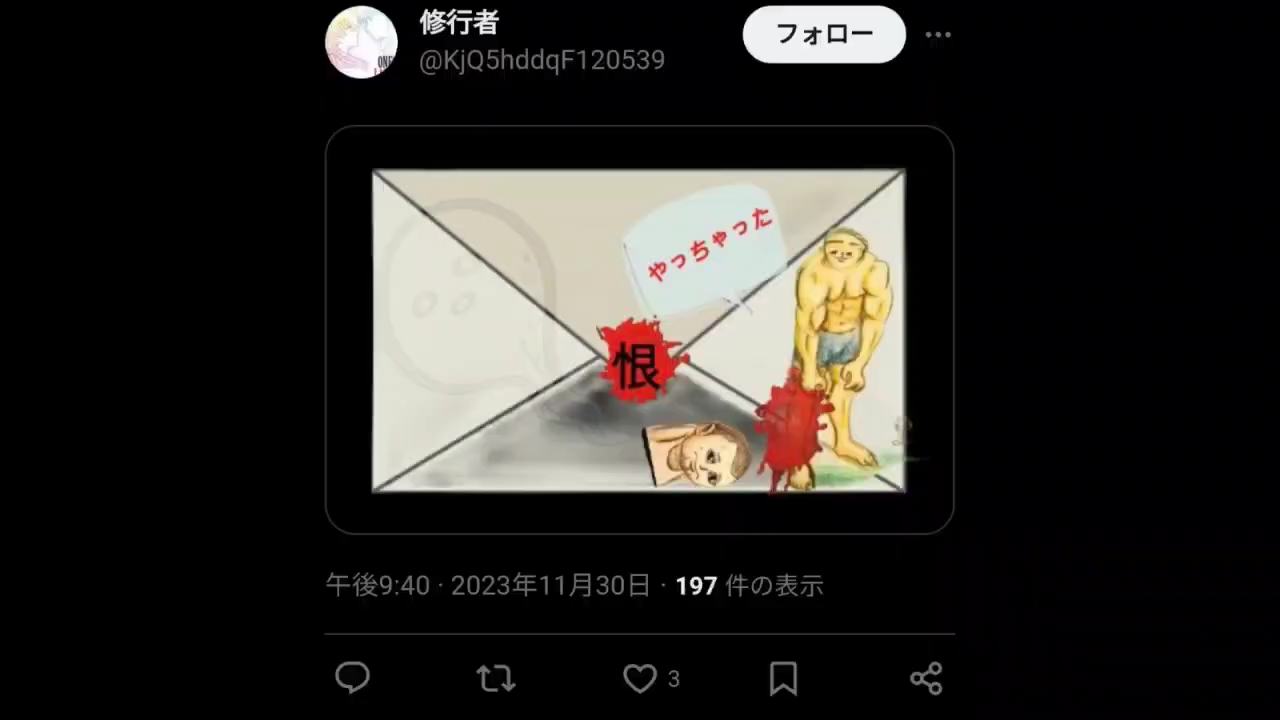 修行者
@KjQ5hddqF120539
フォロー
やっちゃった
恨
午後9:40 · 2023年11月30日 · 197 件の表示
3